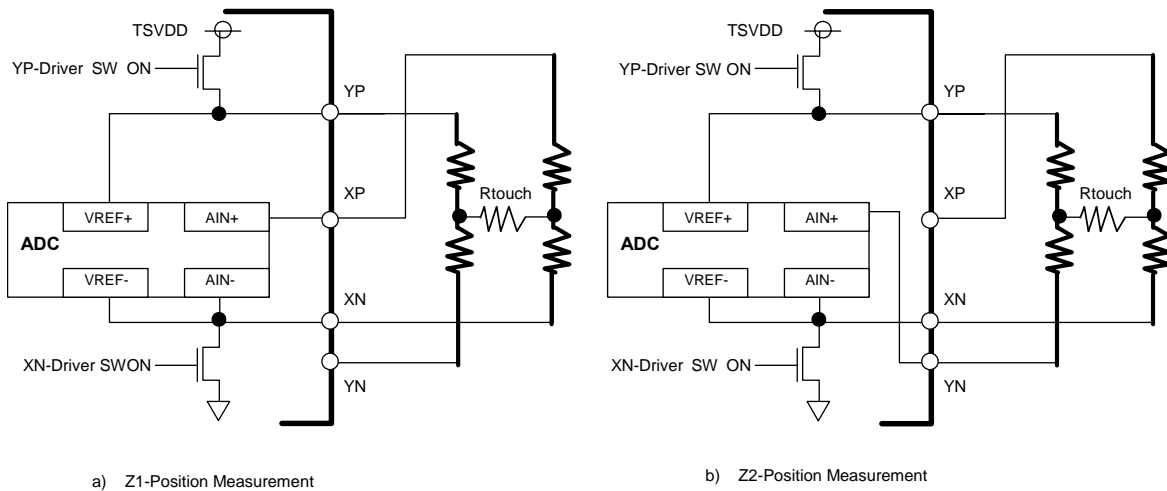 TSVDD
YP-Driver SW ON
YP
XP
Rtouch
VREF+ AIN+
ADC
VREF- AIN-
XN
XN-Driver SWON
YN
a) Z1-Position Measurement
TSVDD
YP-Driver SW ON
YP
XP
Rtouch
VREF+ AIN+
ADC
VREF- AIN-
XN
XN-Driver SW ON
YN
b) Z2-Position Measurement